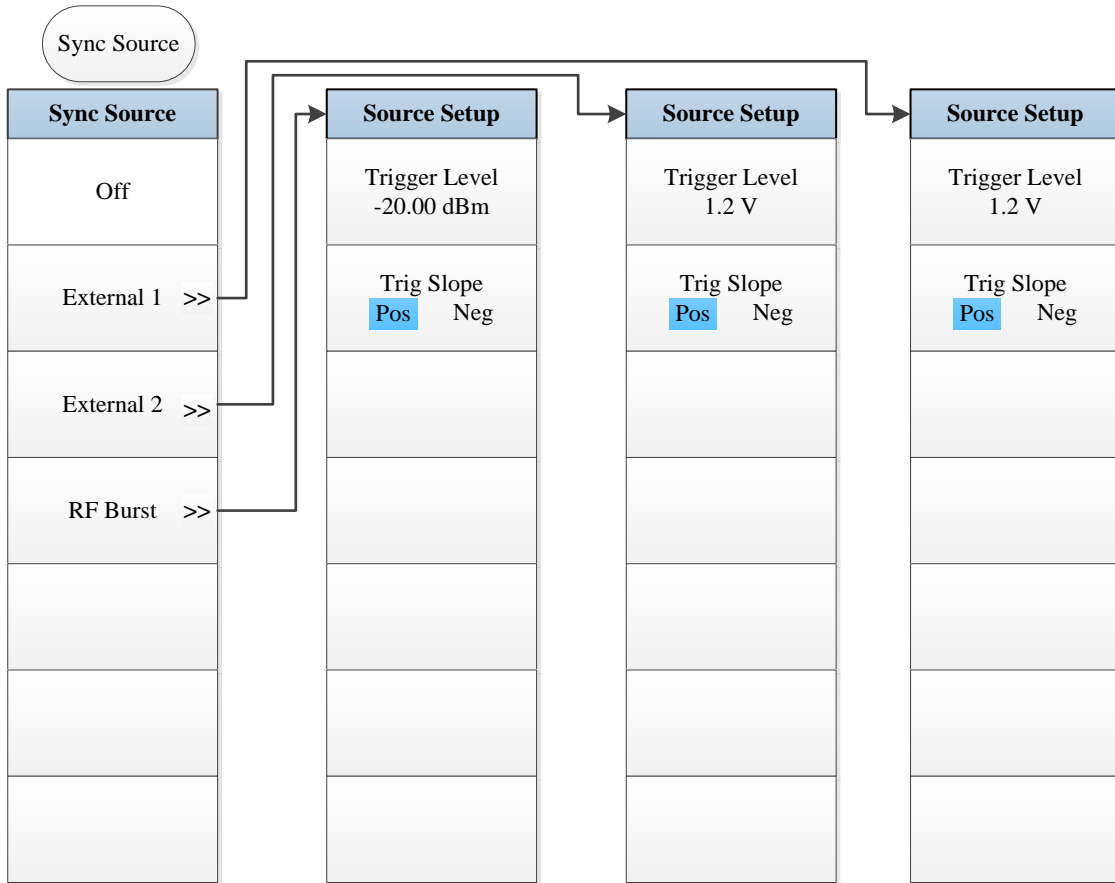 Sync Source
Sync Source
Off
External 1 >>
External 2 >>
RF Burst >>
Source Setup
Trigger Level
-20.00 dBm
Trig Slope
Pos Neg
Source Setup
Trigger Level
1.2 V
Trig Slope
Pos Neg
Source Setup
Trigger Level
1.2 V
Trig Slope
Pos Neg